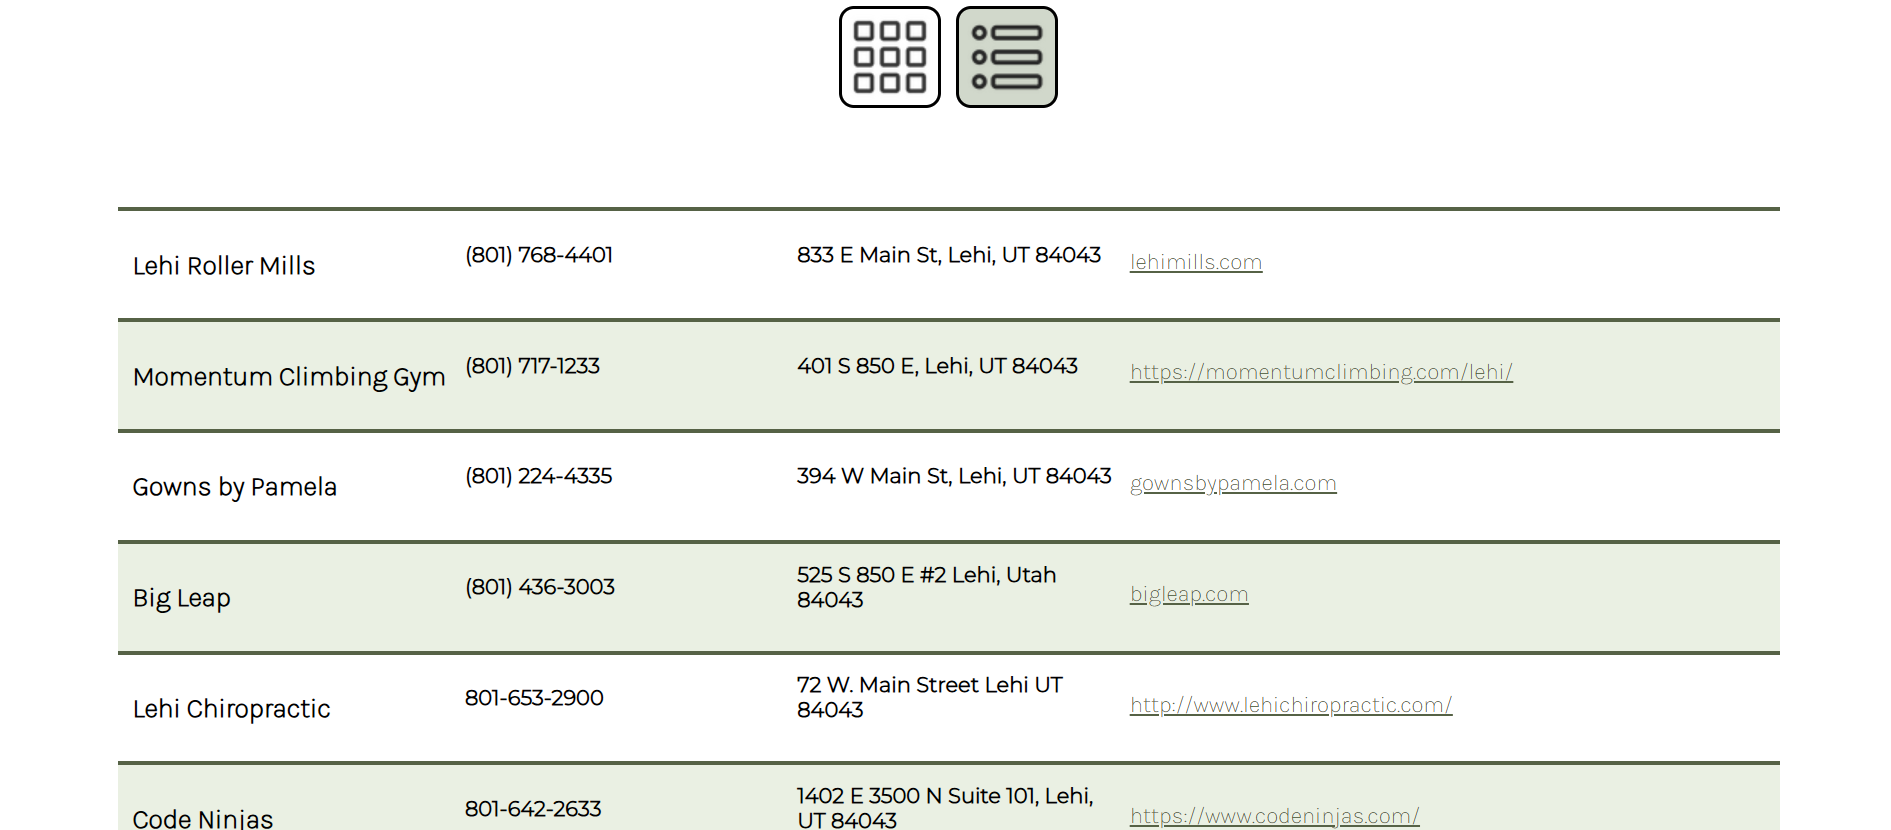 Lehi Roller Mills
(801) 768-4401
833 E Main St, Lehi, UT 84043
lehimills.com
Momentum Climbing Gym
(801) 717-1233
401 S 850 E, Lehi, UT 84043
https://momentumclimbing.com/lehi/
Gowns by Pamela
(801) 224-4335
394 W Main St, Lehi, UT 84043
gownsbypamela.com
Big Leap
(801) 436-3003
525 S 850 E #2 Lehi, Utah
84043
bigleap.com
Lehi Chiropractic
801-653-2900
72 W. Main Street Lehi UT
84043
http://www.lehichiropractic.com/
Code Ninjas
801-642-2633
1402 E 3500 N Suite 101, Lehi,
UT 84043
https://www.codeninjas.com/